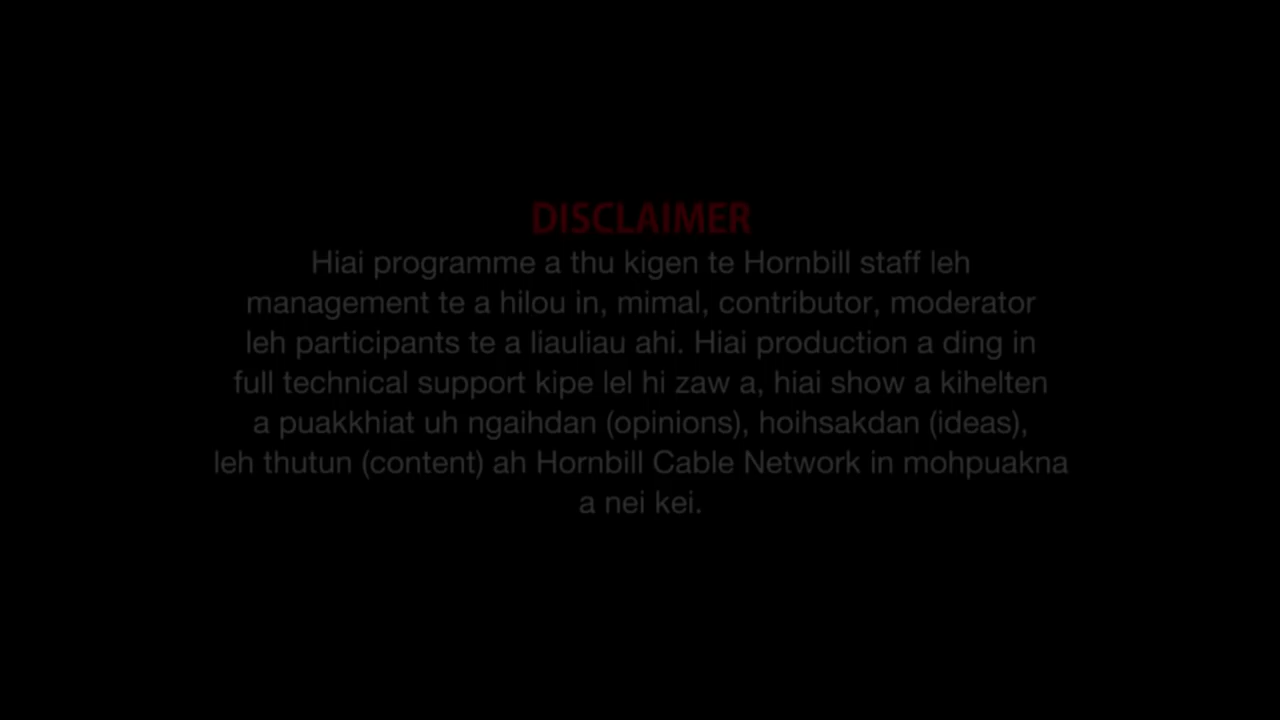 DISCLAIMER
Hiai programme a thu kigen te Hornbill staff leh
management te a hilou in, mimal, contributor, moderator
leh participants te a liauliau ahi. Hiai production a ding in
full technical support kipe lel hi zaw a, hiai show a kihelten
a puakkhiat uh ngaihdan (opinions), hoihsakdan (ideas),
leh thutun (content) ah Hornbill Cable Network in mohpuakna
a nei kei.